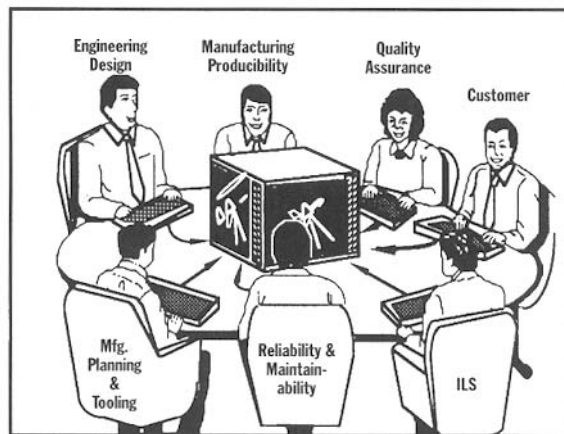 Engineering
Design
Manufacturing
Producibility
Quality
Assurance
Customer
Mfg.
Planning
&
Tooling
Reliability &
Maintain-
ability
ILS